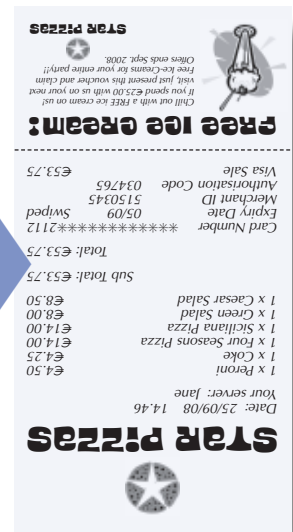 STAR PIZZAS
Date: 25/09/08 14.46
Your server: Jane
1 x Peroni €4.50
1 x Coke €4.25
1 x Four Seasons Pizza €14.00
1 x Siciliana Pizza €14.00
1 x Green Salad €8.00
1 x Caesar Salad €8.50
Sub Total: €53.75
Total: €53.75
Card Number ************2112
Expiry Date 05/09 Swiped
Merchant ID 5150345
Authorisation Code 034765
Visa Sale €53.75
FREE ICE CREAM!
Chill out with a FREE ice cream on us!
If you spend €25.00 with us on your next
visit, just present this voucher and claim
Free Ice-Creams for your entire party!!
Offers ends Sept. 2008.
STAR PIZZAS